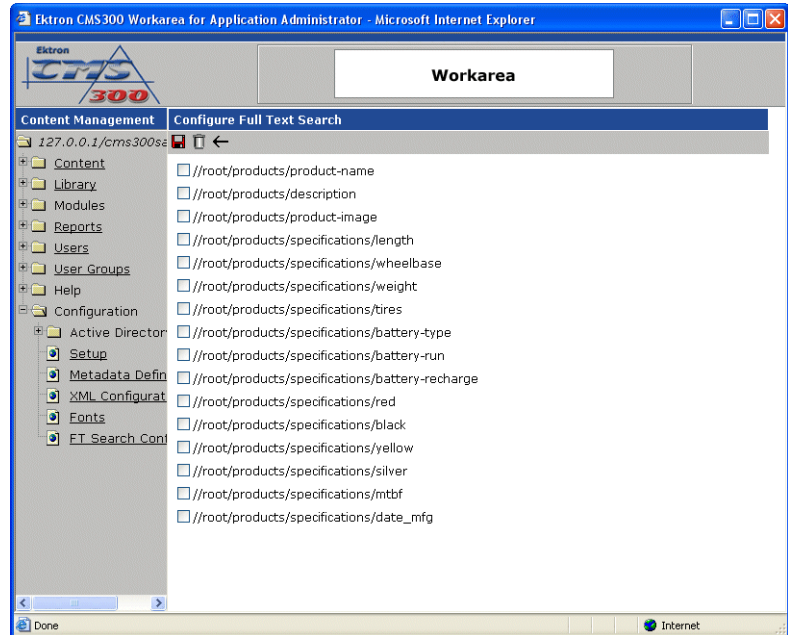 Ektron CMS300 Workarea for Application Administrator - Microsoft Internet Explorer
Ektron
CMS
300
Workarea
Content Management
Configure Full Text Search
127.0.0.1/cms300sa
Content
Library
Modules
Reports
Users
User Groups
Help
Configuration
Active Director
Setup
Metadata Defin
XML Configurat
Fonts
FT Search Conf
//root/products/product-name
//root/products/description
//root/products/product-image
//root/products/specifications/length
//root/products/specifications/wheelbase
//root/products/specifications/weight
//root/products/specifications/tires
//root/products/specifications/battery-type
//root/products/specifications/battery-run
//root/products/specifications/battery-recharge
//root/products/specifications/red
//root/products/specifications/black
//root/products/specifications/yellow
//root/products/specifications/silver
//root/products/specifications/mtbf
//root/products/specifications/date_mfg
Done
Internet